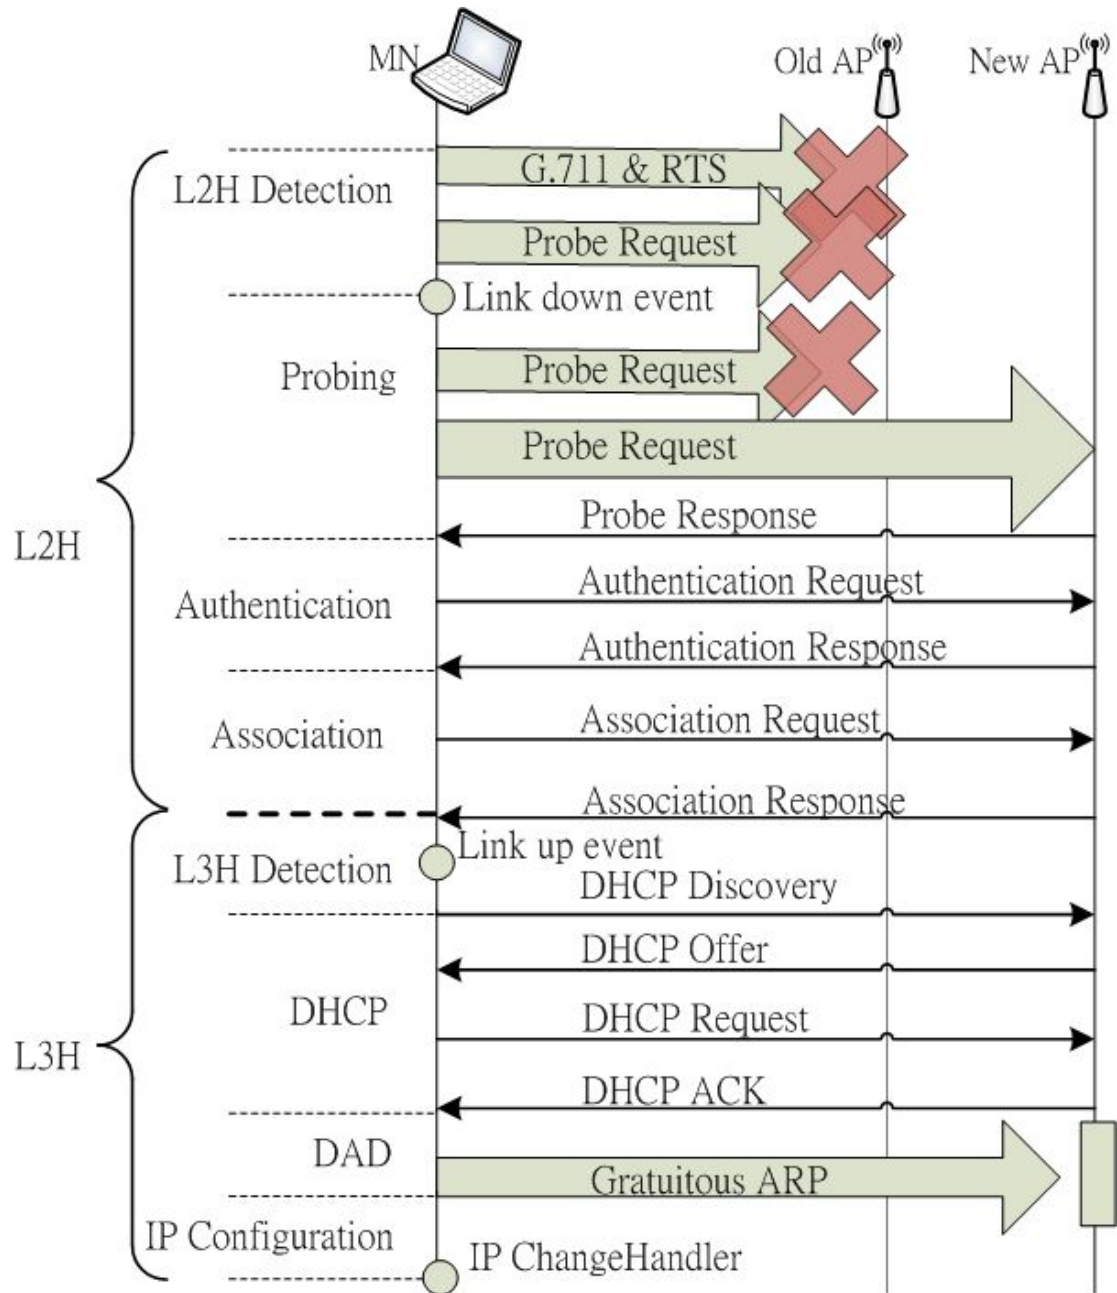 MN
Old AP
New AP
L2H Detection
G.711 & RTS
Probe Request
Link down event
Probing
Probe Request
Probe Request
Probe Response
L2H
Authentication
Authentication Request
Authentication Response
Association
Association Request
Association Response
Link up event
L3H Detection
DHCP Discovery
DHCP Offer
DHCP
DHCP Request
L3H
DHCP ACK
DAD
Gratuitous ARP
IP Configuration
IP ChangeHandler